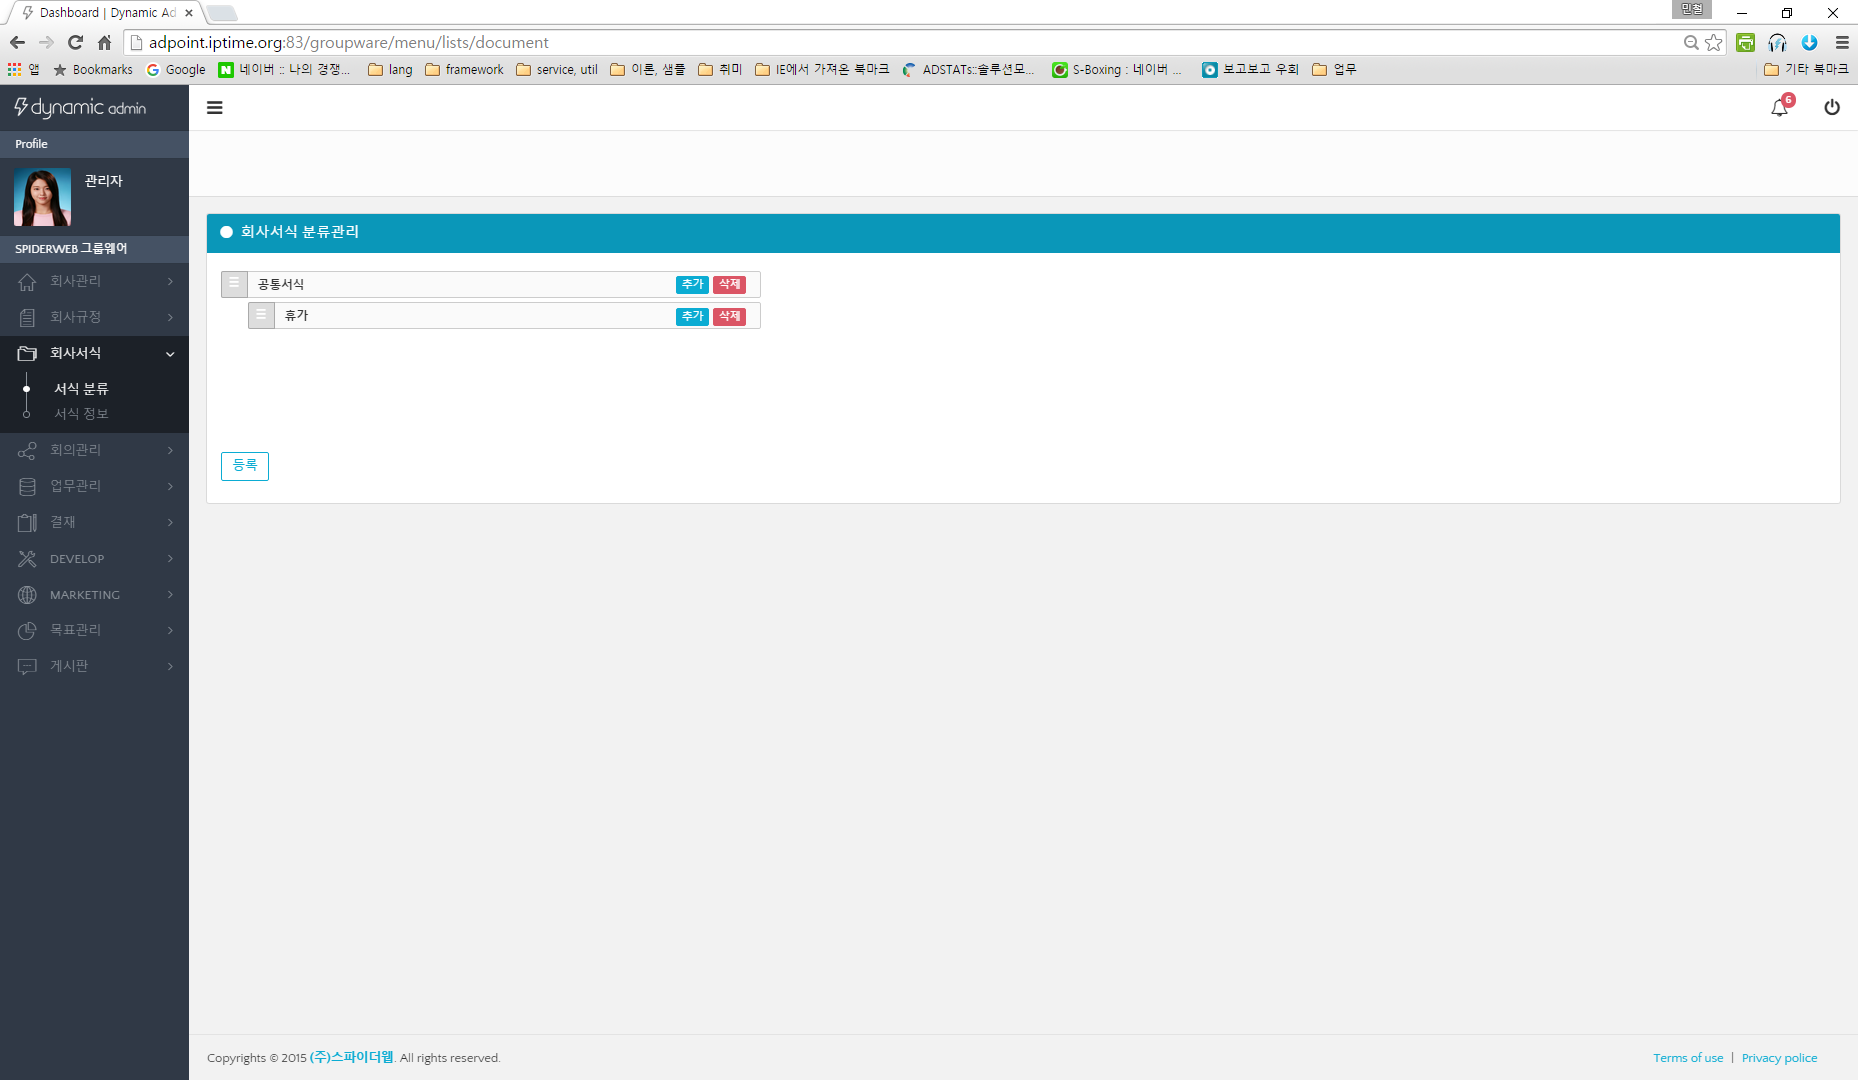 Dashboard | Dynamic Ad
민철
adpoint.iptime.org:83/groupware/menu/lists/document
앱 Bookmarks Google 네이버 :: 나의 경쟁... lang framework service, util 이론, 샘플 취미 IE에서 가져온 북마크 ADSTATs::솔루션모... S-Boxing : 네이버 ... 보고보고 우회 업무 기타 북마크
dynamic admin
6
Profile
관리자
SPIDERWEB 그룹웨어
회사관리
회사규정
회사서식
서식 분류
서식 정보
회의관리
업무관리
결재
DEVELOP
MARKETING
목표관리
게시판
회사서식 분류관리
공통서식 추가 삭제
휴가 추가 삭제
등록
Copyrights © 2015 (주)스파이더웹. All rights reserved.
Terms of use | Privacy police